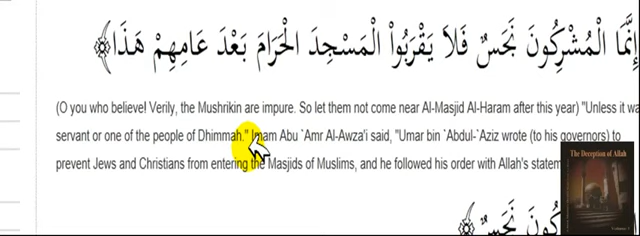 إِنَّمَا الْمُشْرِكُونَ نَجَسٌ فَلَا يَقْرَبُواْ الْمَسْجِدَ الْحَرَامَ بَعْدَ عَامِهِمْ هَذَا﴾
(O you who believe! Verily, the Mushrikin are impure. So let them not come near Al-Masjid Al-Haram after this year) "Unless it wa
servant or one of the people of Dhimmah." Imam Abu `Amr Al-Awza'i said, "Umar bin `Abdul-`Aziz wrote (to his governors) to
prevent Jews and Christians from entering the Masjids of Muslims, and he followed his order with Allah's statem
The Deception of Allah
نَجَسٌ﴾